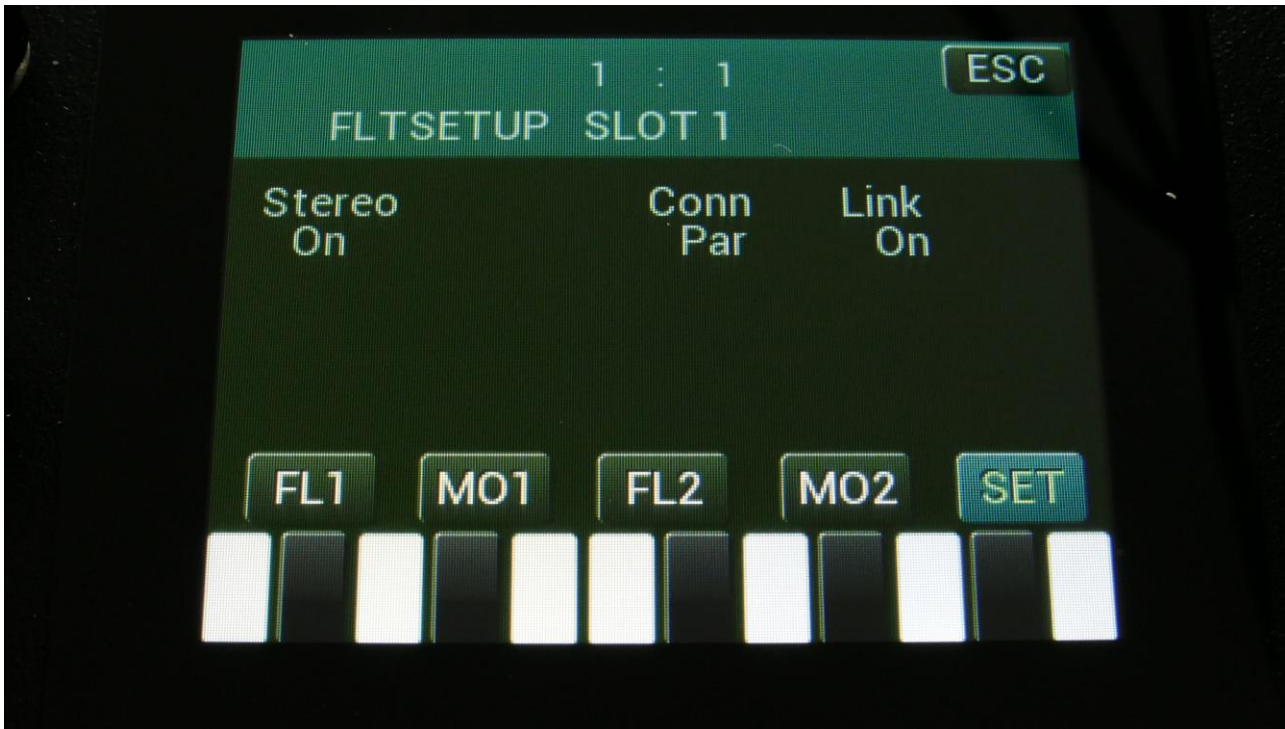 1 : 1
ESC
FLTSETUP SLOT 1
Stereo Conn Link
On Par On
FL1 MO1 FL2 MO2 SET